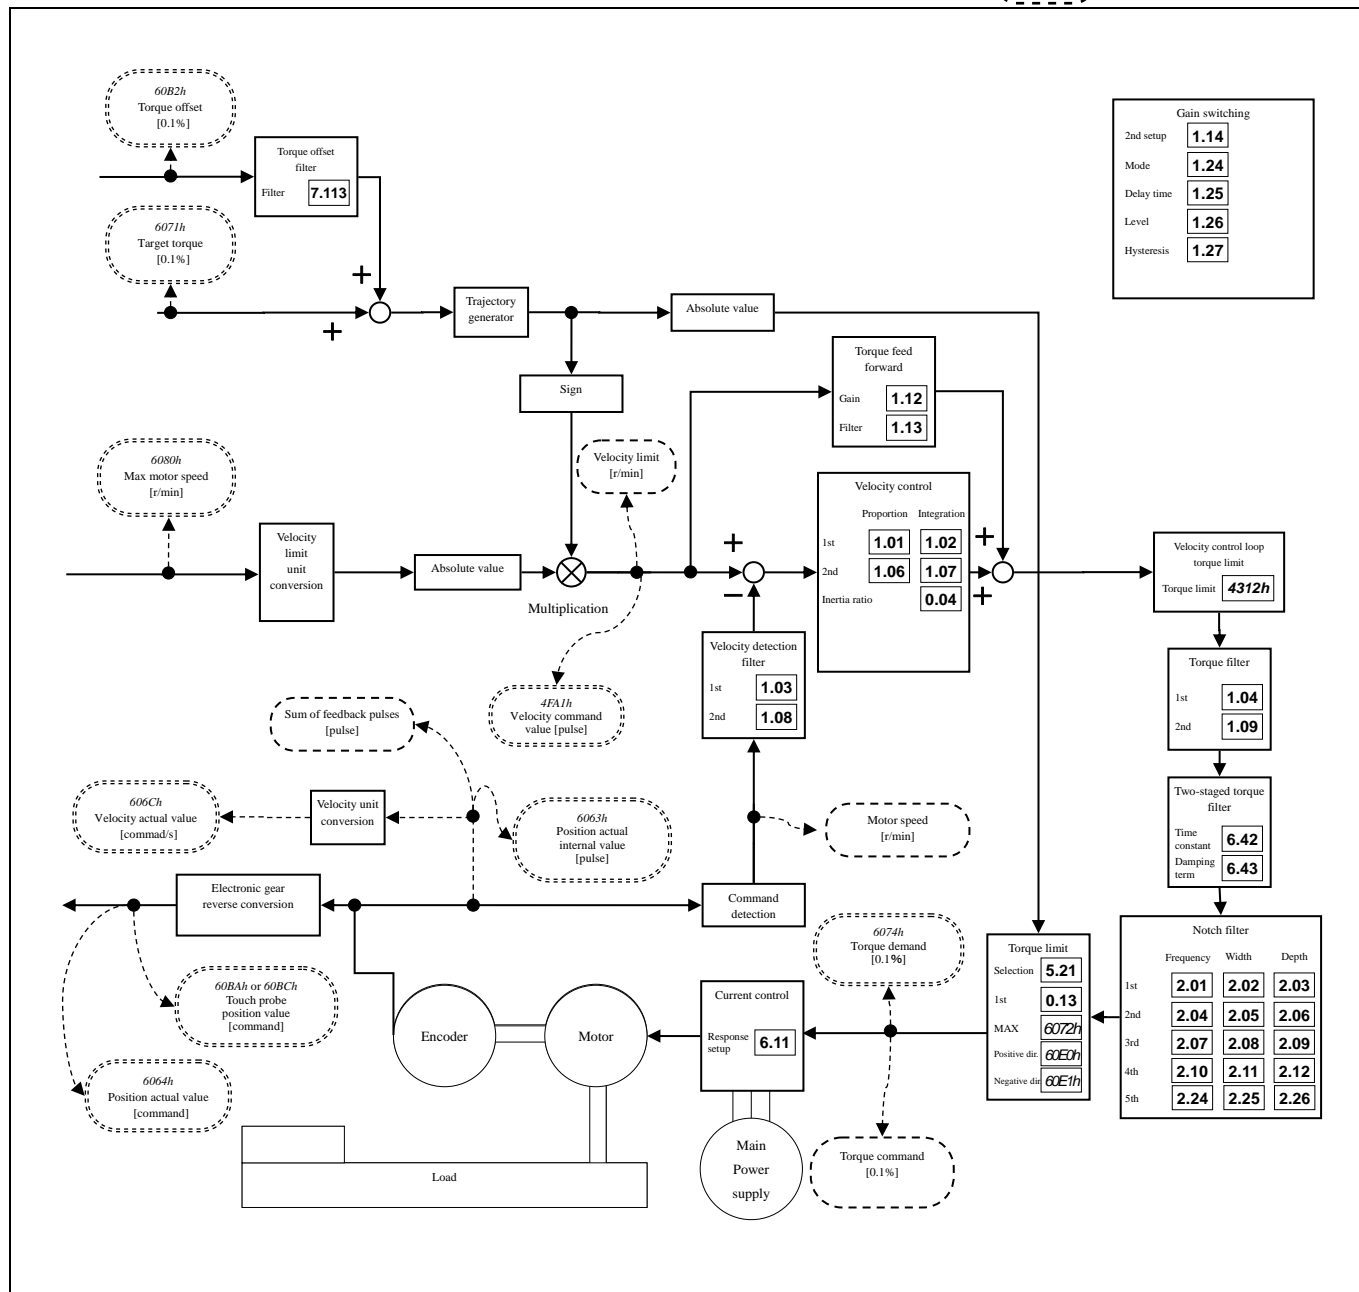 60B2h
Torque offset
[0.1%]
Torque offset
filter
Filter 7.113
6071h
Target torque
[0.1%]
+
+
Trajectory
generator
Absolute value
Sign
Gain switching
2nd setup 1.14
Mode 1.24
Delay time 1.25
Level 1.26
Hysteresis 1.27
Torque feed
forward
Gain 1.12
Filter 1.13
6080h
Max motor speed
[r/min]
Velocity
limit
unit
conversion
Absolute value
Multiplication
Velocity limit
[r/min]
4FA1h
Velocity command
value [pulse]
+
−
Velocity control
Proportion Integration
1st 1.01 1.02
2nd 1.06 1.07
Inertia ratio 0.04
+
+
Velocity control loop
torque limit
Torque limit 4312h
Velocity detection
filter
1st 1.03
2nd 1.08
Torque filter
1st 1.04
2nd 1.09
Sum of feedback pulses
[pulse]
606Ch
Velocity actual value
[commad/s]
Velocity unit
conversion
6063h
Position actual
internal value
[pulse]
Motor speed
[r/min]
Two-staged torque
filter
Time
constant 6.42
Damping
term 6.43
Electronic gear
reverse conversion
Command
detection
6074h
Torque demand
[0.1%]
Torque limit
Selection 5.21
1st 0.13
MAX 6072h
Positive dir. 60E0h
Negative dir 60E1h
Notch filter
Frequency Width Depth
1st 2.01 2.02 2.03
2nd 2.04 2.05 2.06
3rd 2.07 2.08 2.09
4th 2.10 2.11 2.12
5th 2.24 2.25 2.26
60BAh or 60BCh
Touch probe
position value
[command]
Encoder
Motor
Current control
Response
setup 6.11
6064h
Position actual value
[command]
Load
Main
Power
supply
Torque command
[0.1%]